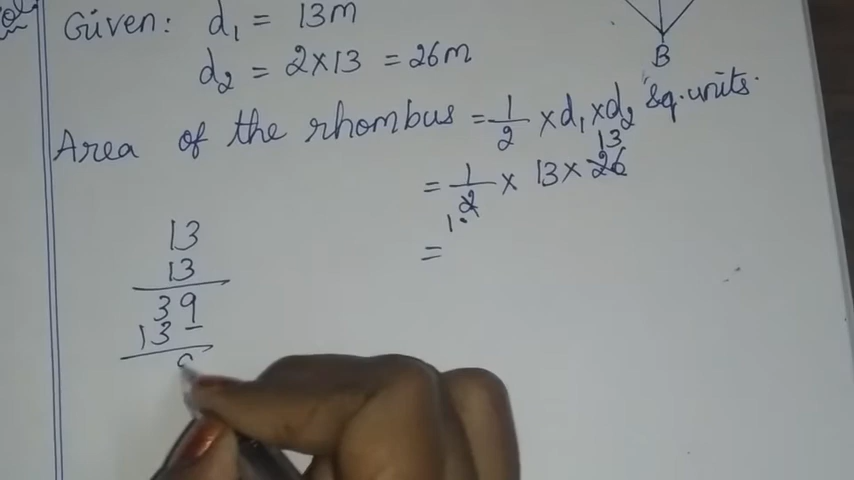 Given: d₁ = 13m
d₂ = 2×13 = 26m
B
Area of the rhombus = 1/2 × d₁ × d₂ sq.units.
13
= 1/2 × 13 × 26
1
=
13
13
39
13 –
9